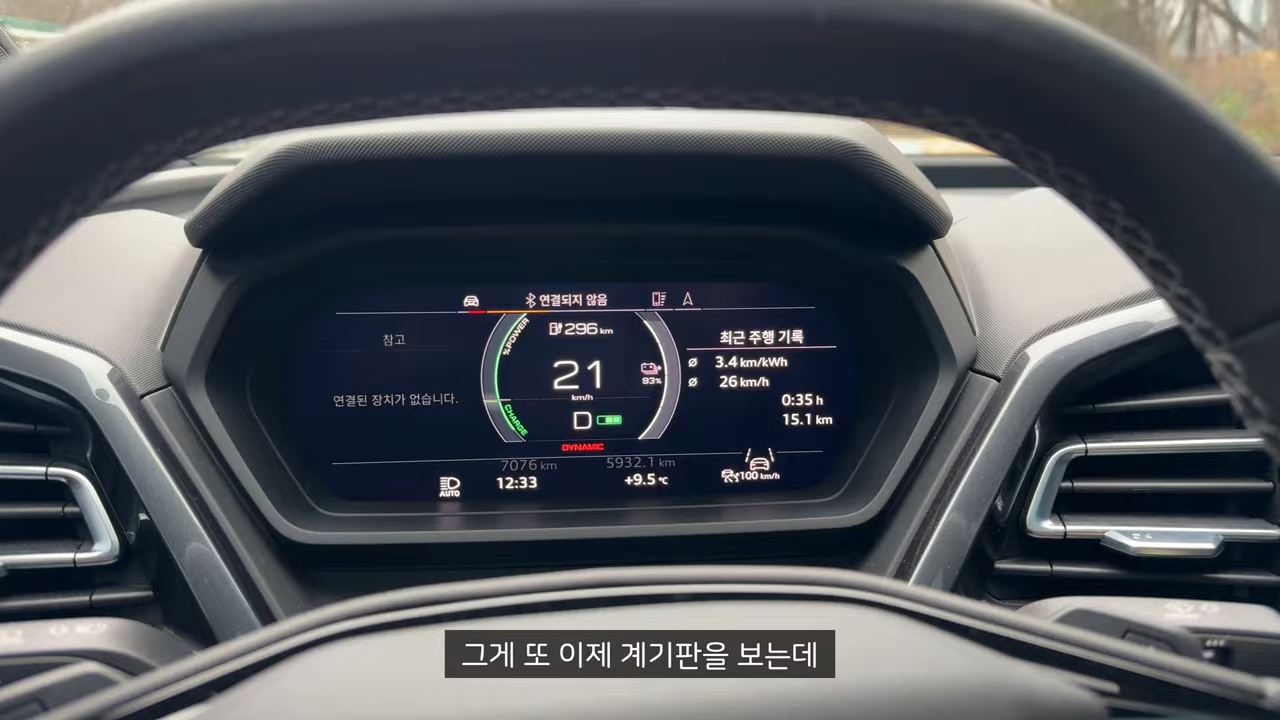 연결되지 않음
참고
연결된 장치가 없습니다.
% POWER
CHARGE
296 km
21
km/h
D
93%
DYNAMIC
최근 주행 기록
ø 3.4 km/kWh
ø 26 km/h
0:35 h
15.1 km
7076 km
5932.1 km
AUTO
12:33
+9.5 ℃
100 km/h
그게 또 이제 계기판을 보는데